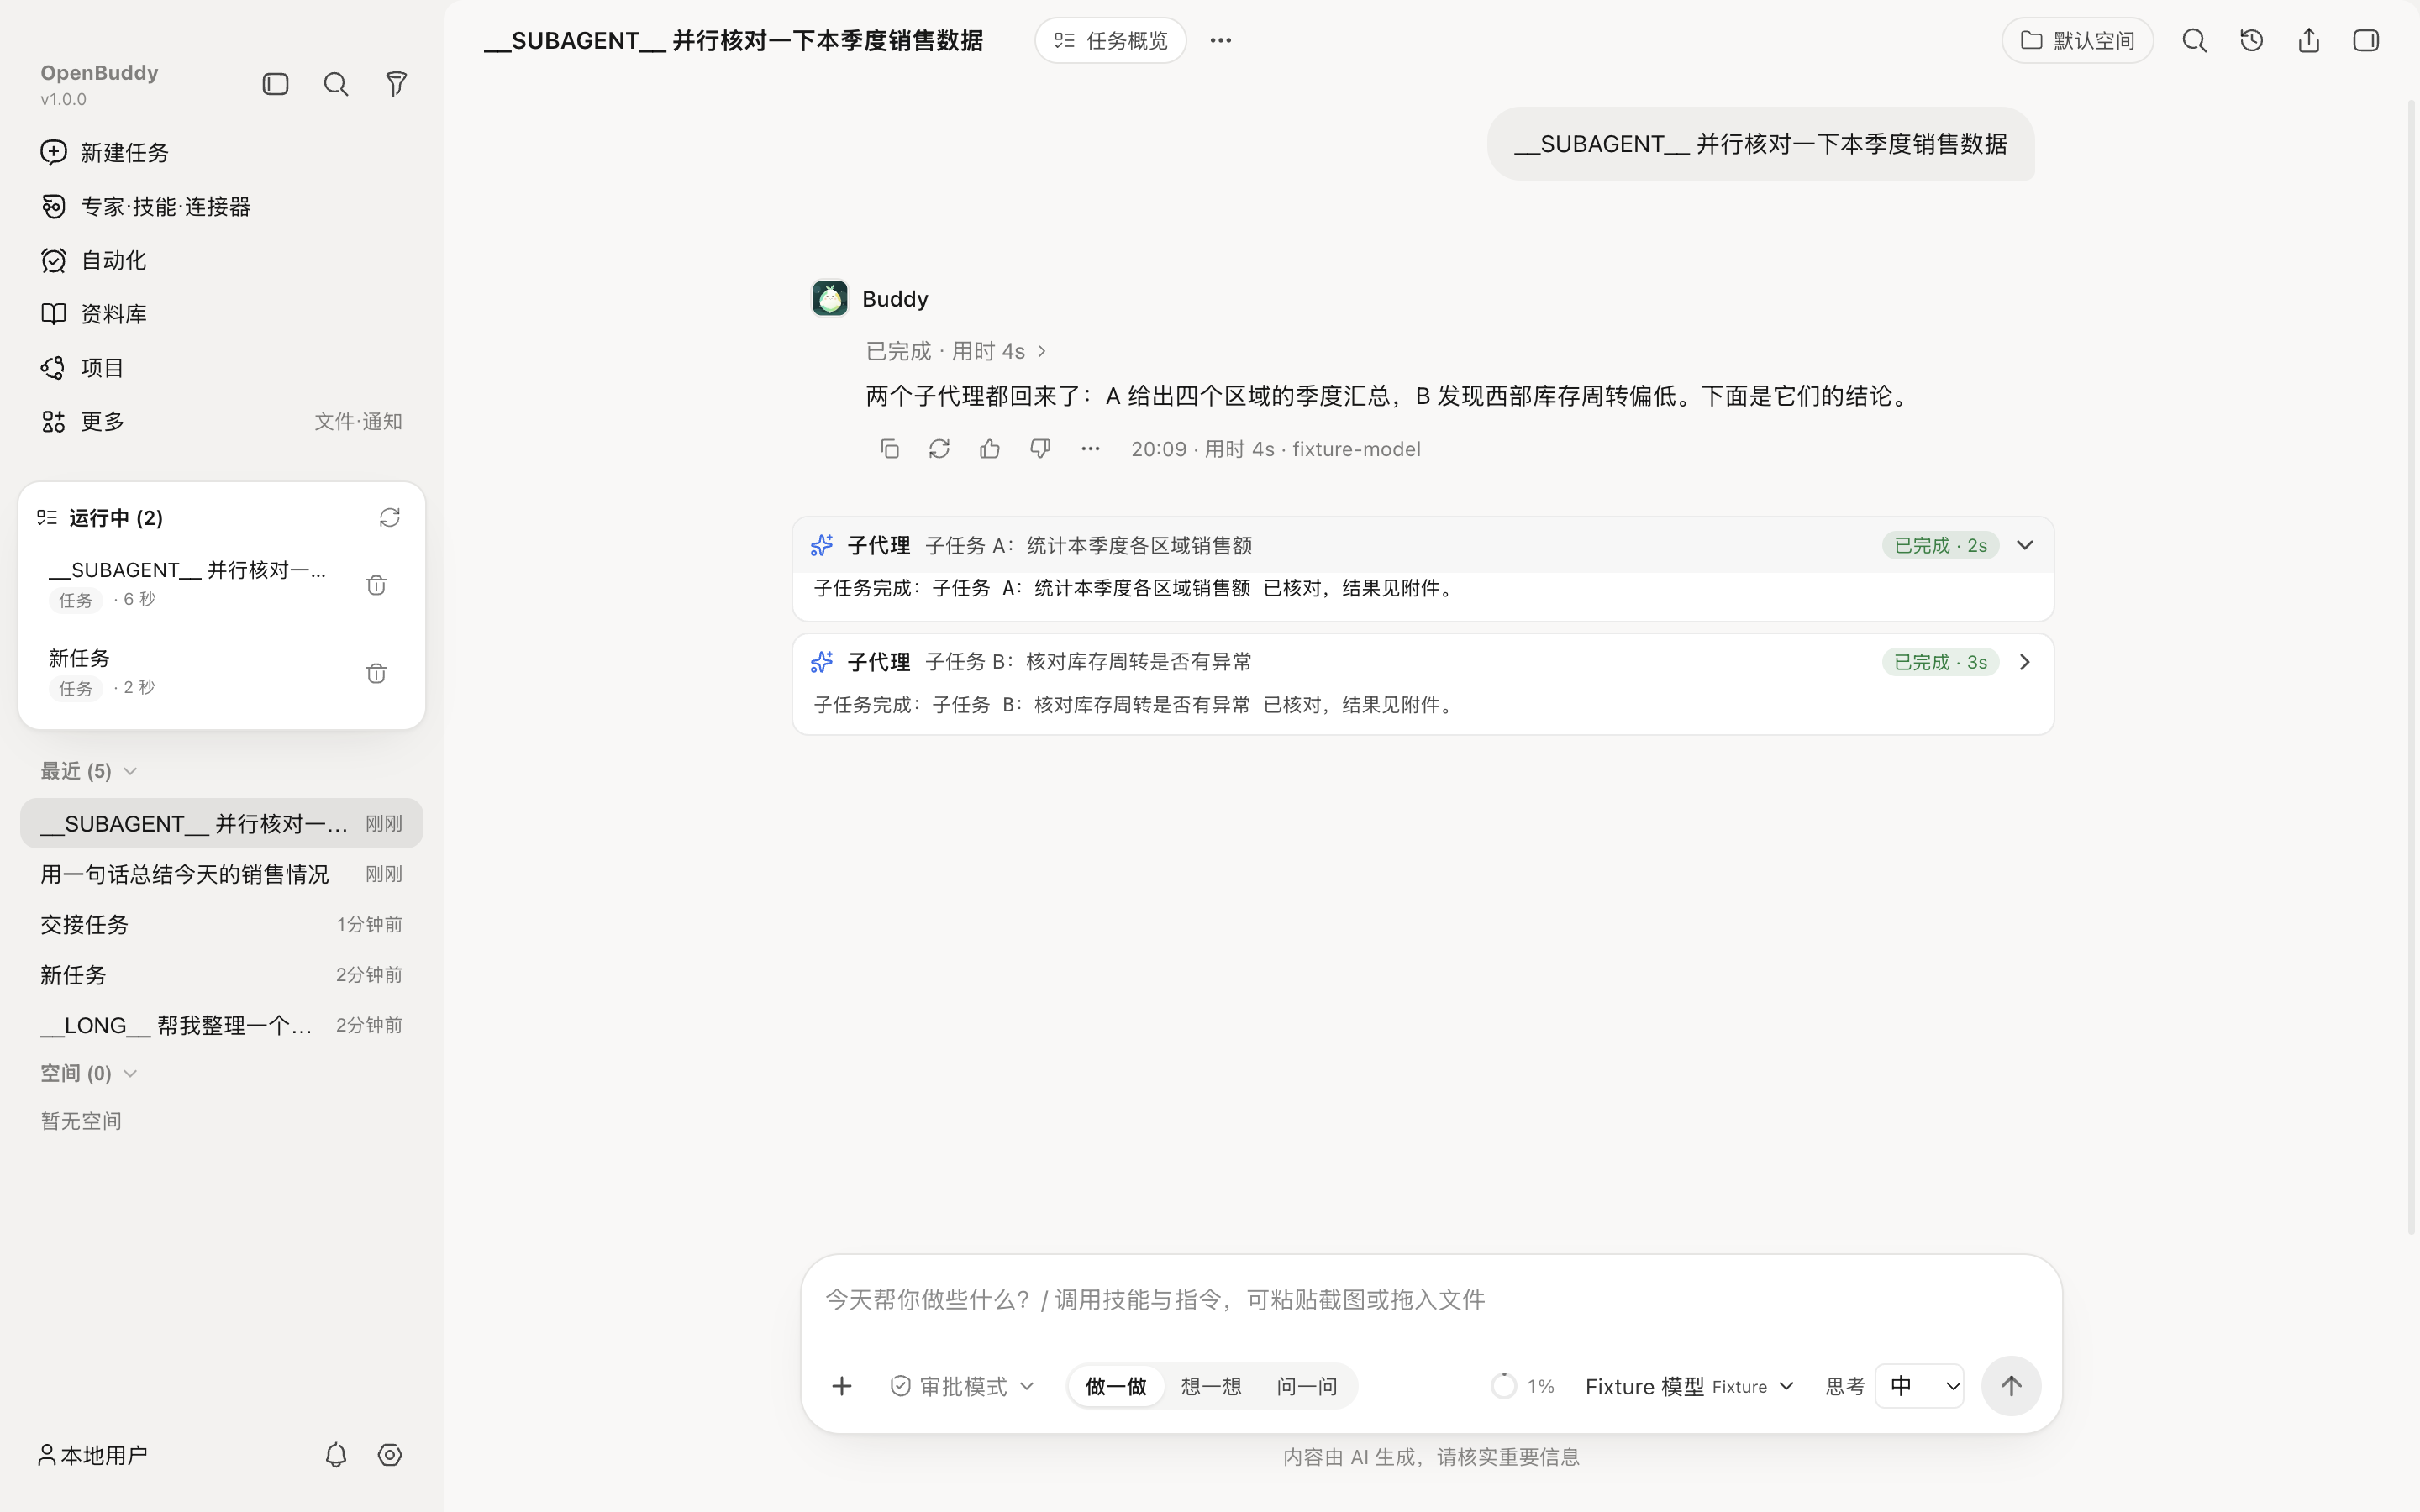 OpenBuddy
v1.0.0
新建任务
专家·技能·连接器
自动化
资料库
项目
更多 文件·通知
运行中 (2)
__SUBAGENT__ 并行核对一...
任务 · 6 秒
新任务
任务 · 2 秒
最近 (5)
__SUBAGENT__ 并行核对一... 刚刚
用一句话总结今天的销售情况 刚刚
交接任务 1分钟前
新任务 2分钟前
__LONG__ 帮我整理一个... 2分钟前
空间 (0)
暂无空间
本地用户
__SUBAGENT__ 并行核对一下本季度销售数据 任务概览 默认空间
__SUBAGENT__ 并行核对一下本季度销售数据
Buddy
已完成 · 用时 4s
两个子代理都回来了：A 给出四个区域的季度汇总，B 发现西部库存周转偏低。下面是它们的结论。
20:09 · 用时 4s · fixture-model
子代理 子任务 A：统计本季度各区域销售额 已完成 · 2s
子任务完成：子任务 A：统计本季度各区域销售额 已核对，结果见附件。
子代理 子任务 B：核对库存周转是否有异常 已完成 · 3s
子任务完成：子任务 B：核对库存周转是否有异常 已核对，结果见附件。
今天帮你做些什么？/ 调用技能与指令，可粘贴截图或拖入文件
审批模式 做一做 想一想 问一问 1% Fixture 模型 Fixture 思考 中
内容由 AI 生成，请核实重要信息